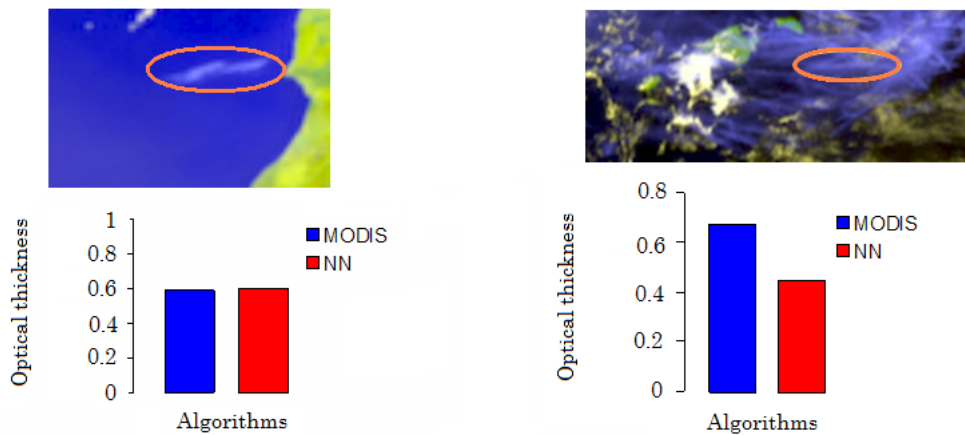 Optical thickness
1
0.8
0.6
0.4
0.2
0
MODIS
NN
Algorithms
Optical thickness
0.8
0.6
0.4
0.2
0
MODIS
NN
Algorithms